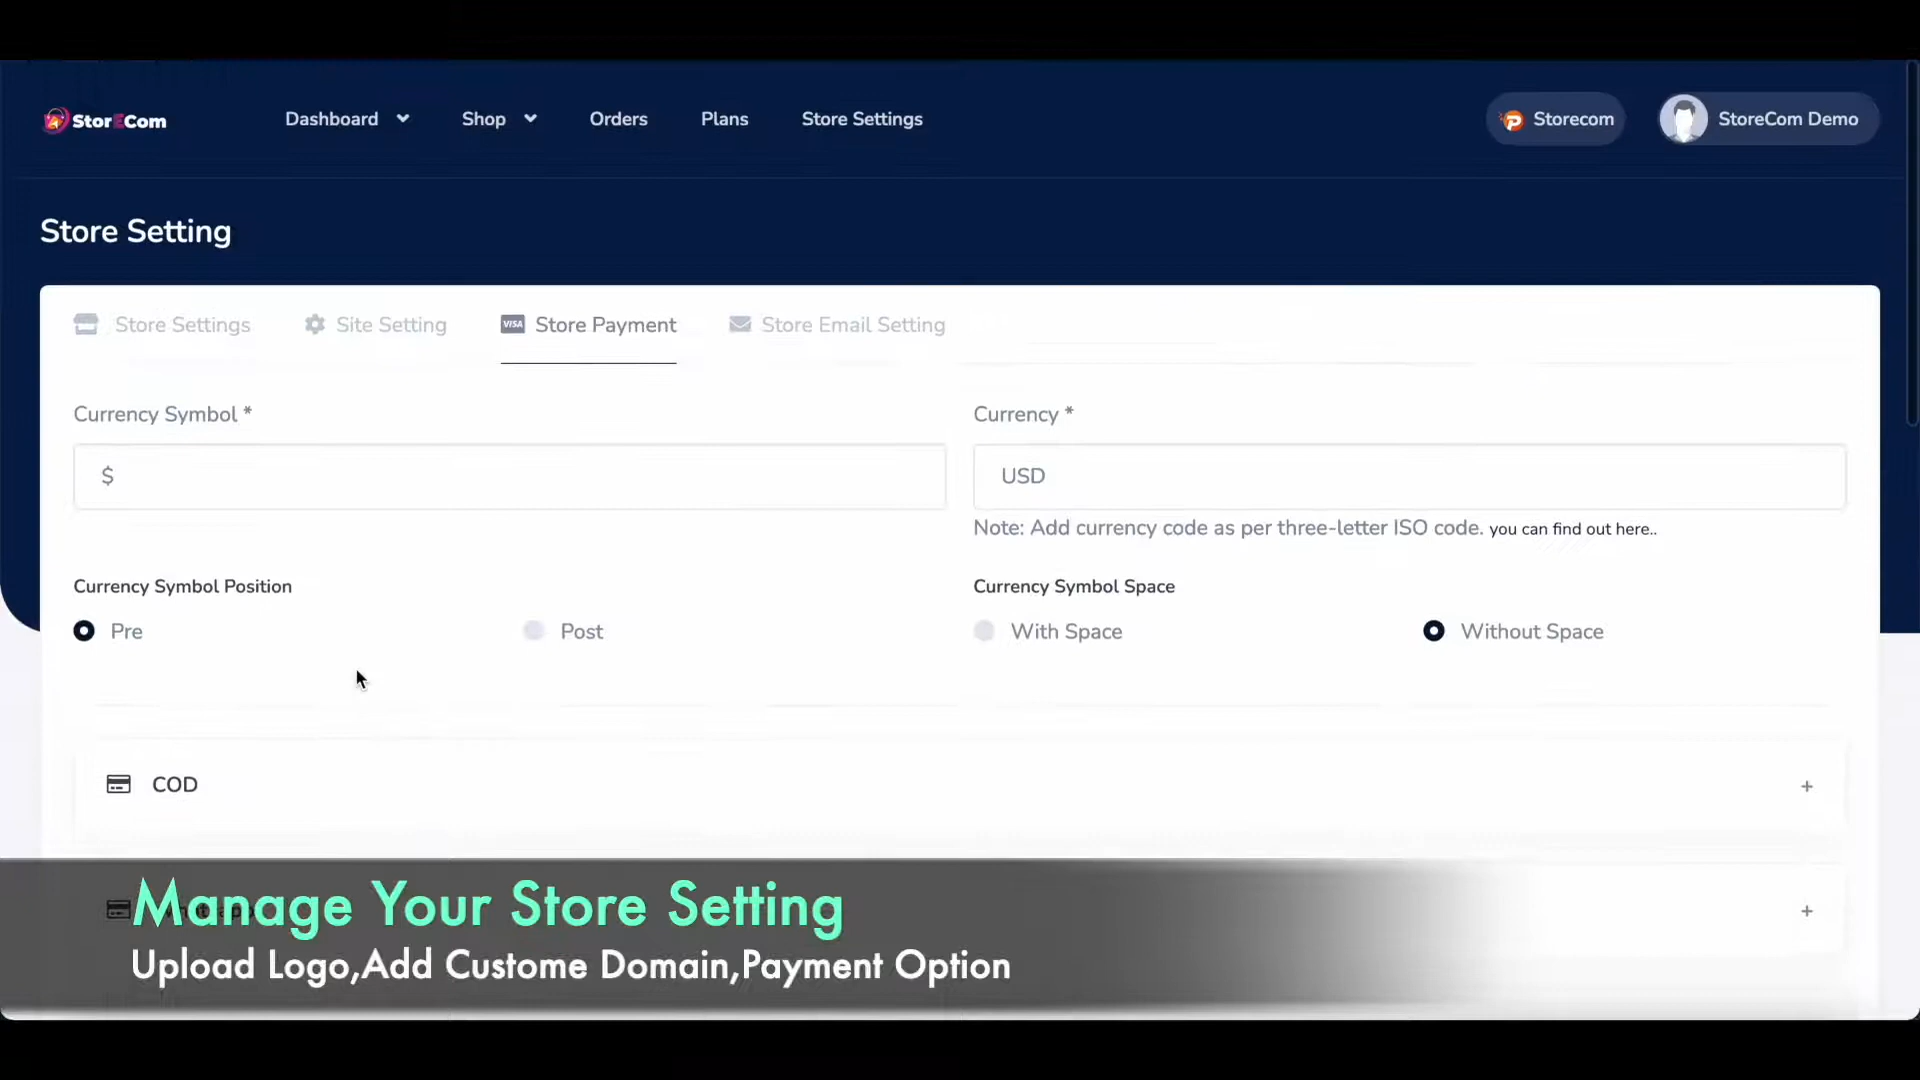 StorECom
Dashboard
Shop
Orders
Plans
Store Settings
Storecom
StoreCom Demo
Store Setting
Store Settings
Site Setting
VISA
Store Payment
Store Email Setting
Currency Symbol *
Currency *
$
USD
Note: Add currency code as per three-letter ISO code. you can find out here..
Currency Symbol Position
Currency Symbol Space
Pre
Post
With Space
Without Space
COD
+
+
Manage Your Store Setting
Upload Logo,Add Custome Domain,Payment Option